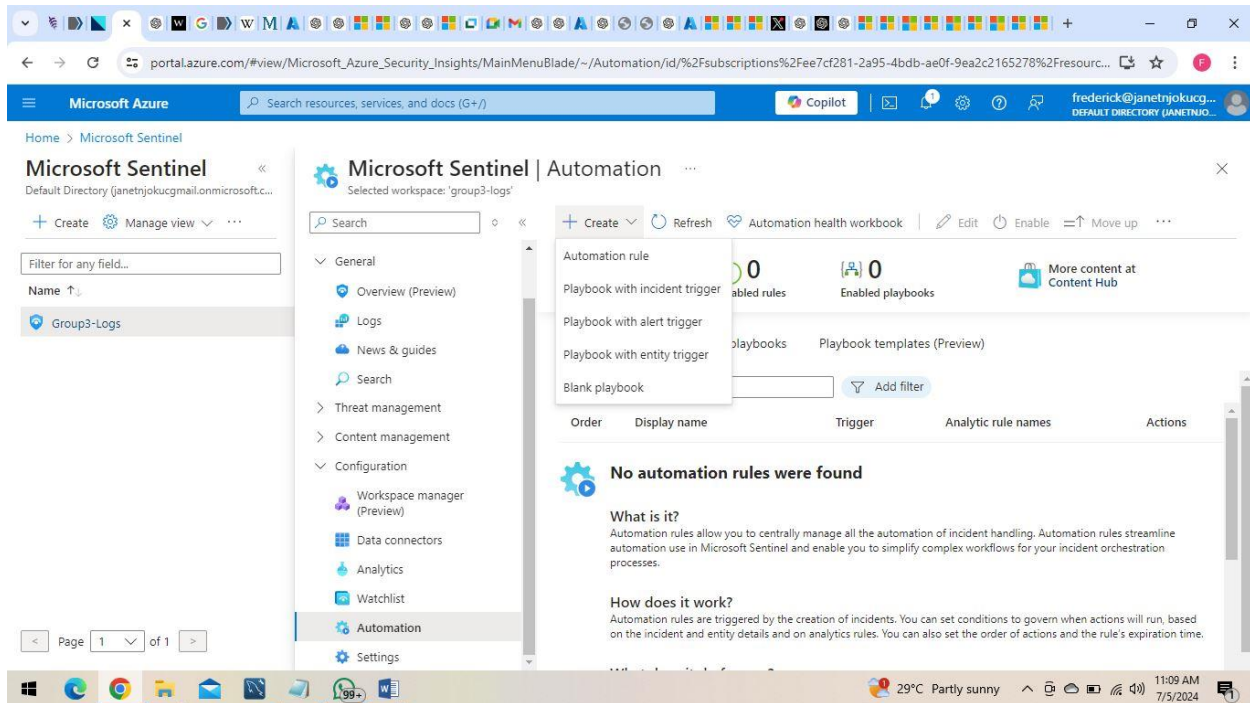 portal.azure.com/#view/Microsoft_Azure_Security_Insights/MainMenuBlade/~/Automation/id/%2Fsubscriptions%2Fee7cf281-2a95-4bdb-ae0f-9ea2c2165278%2Fresourc...
Microsoft Azure
Search resources, services, and docs (G+/)
Copilot
1
frederick@janetnjokucg...
DEFAULT DIRECTORY (JANETNJO...
Home > Microsoft Sentinel
Microsoft Sentinel
Default Directory (janetnjokucgmail.onmicrosoft.c...
Create
Manage view
Filter for any field...
Name
Group3-Logs
Page 1 of 1
Microsoft Sentinel | Automation
Selected workspace: 'group3-logs'
Search
General
Overview (Preview)
Logs
News & guides
Search
Threat management
Content management
Configuration
Workspace manager
(Preview)
Data connectors
Analytics
Watchlist
Automation
Settings
Create
Refresh
Automation health workbook
Edit
Enable
Move up
Automation rule
Playbook with incident trigger
Playbook with alert trigger
Playbook with entity trigger
Blank playbook
0
abled rules
0
Enabled playbooks
More content at
Content Hub
playbooks
Playbook templates (Preview)
Add filter
Order Display name Trigger Analytic rule names Actions
No automation rules were found
What is it?
Automation rules allow you to centrally manage all the automation of incident handling. Automation rules streamline
automation use in Microsoft Sentinel and enable you to simplify complex workflows for your incident orchestration
processes.
How does it work?
Automation rules are triggered by the creation of incidents. You can set conditions to govern when actions will run, based
on the incident and entity details and on analytics rules. You can also set the order of actions and the rule's expiration time.
99+
29°C Partly sunny
11:09 AM
7/5/2024